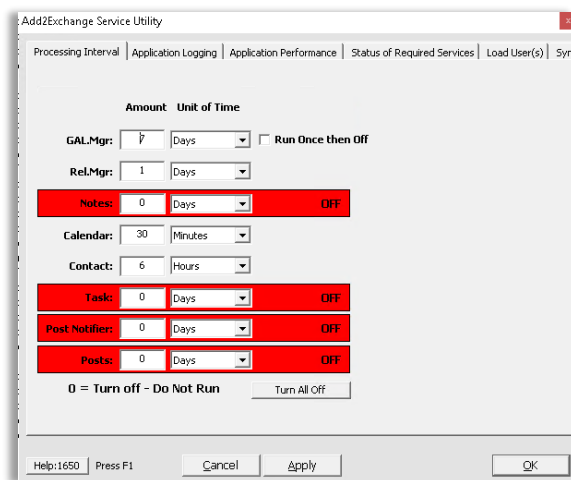 Add2Exchange Service Utility
x
Processing Interval Application Logging Application Performance Status of Required Services Load User(s) Syn
Amount Unit of Time
GAL.Mgr: 7 Days Run Once then Off
Rel.Mgr: 1 Days
Notes: 0 Days OFF
Calendar: 30 Minutes
Contact: 6 Hours
Task: 0 Days OFF
Post Notifier: 0 Days OFF
Posts: 0 Days OFF
0 = Turn off - Do Not Run Turn All Off
Help:1650 Press F1 Cancel Apply OK